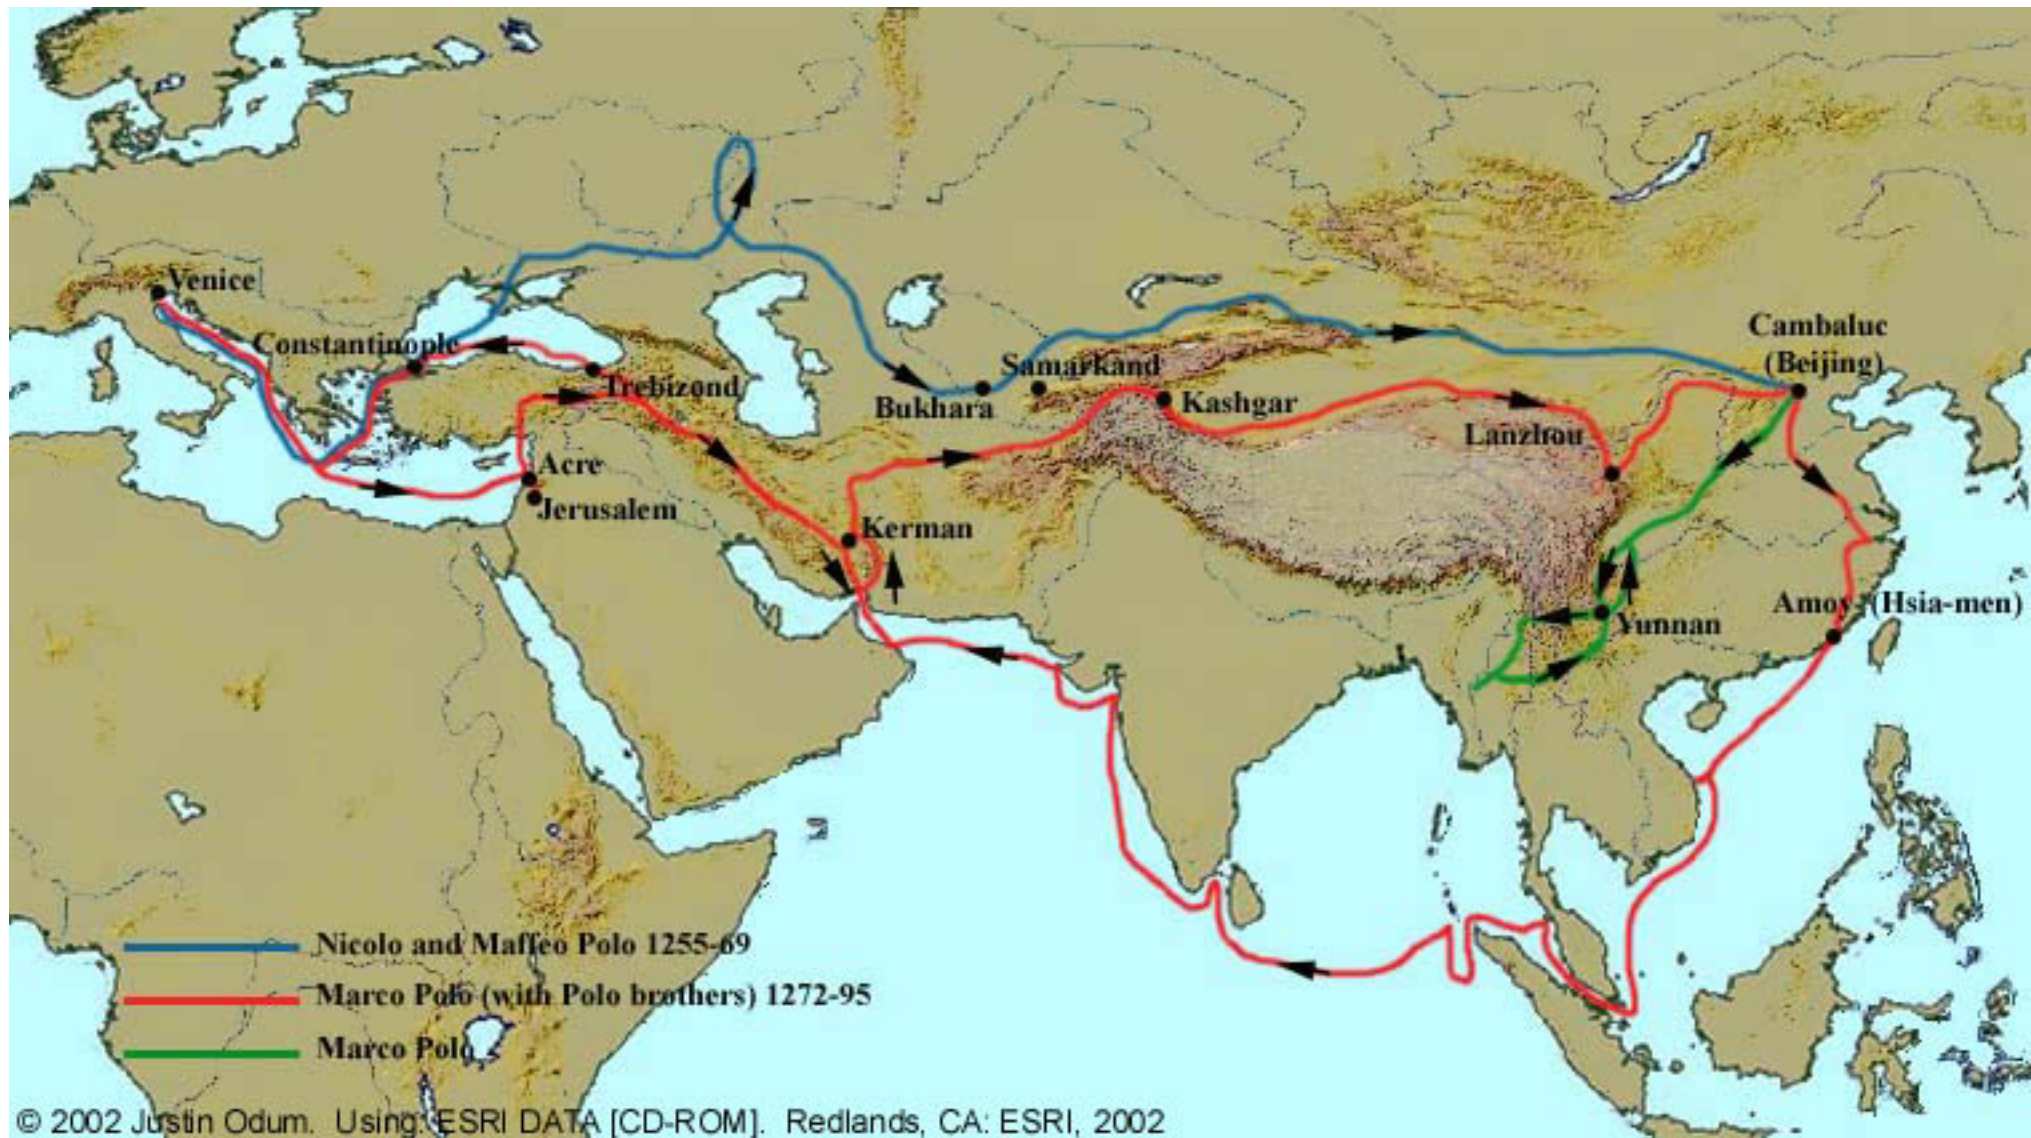 Venice
Constantinople
Trebizond
Acre
Jerusalem
Bukhara
Samarkand
Kashgar
Kerman
Lanzhou
Cambaluc
(Beijing)
Yunnan
Amoy (Hsia-men)
Nicolo and Maffeo Polo 1255-69
Marco Polo (with Polo brothers) 1272-95
Marco Polo
© 2002 Justin Odum. Using: ESRI DATA [CD-ROM]. Redlands, CA: ESRI, 2002